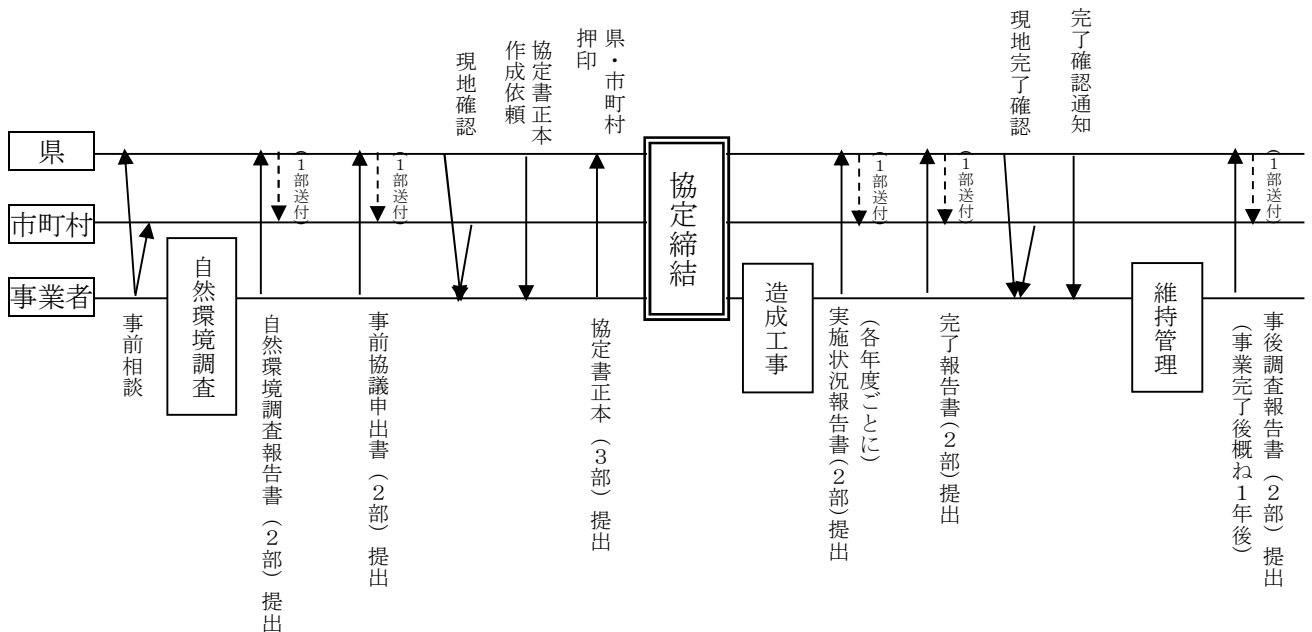 県
市町村
事業者
事前相談
自然環境調査
自然環境調査報告書（２部）提出
（１部送付）
事前協議申出書（２部）提出
（１部送付）
現地確認
協定書正本
作成依頼
協定書正本（３部）提出
県・市町村
押印
協定締結
造成工事
（各年度ごとに）
実施状況報告書（２部）提出
（１部送付）
完了報告書（２部）提出
（１部送付）
現地完了確認
完了確認通知
維持管理
事後調査報告書（２部）提出
（事業完了後概ね１年後）
（１部送付）